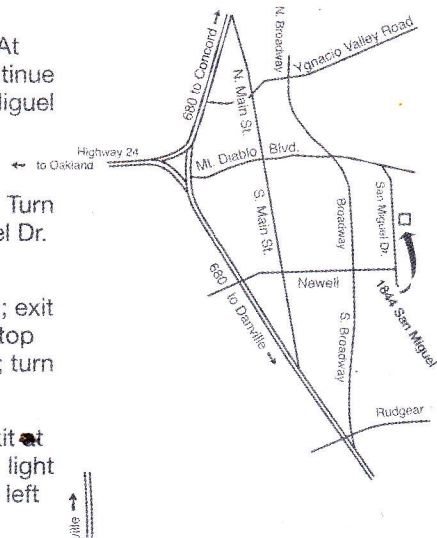 At
tinue
liguel
Turn
el Dr.
; exit
top
; turn
kit at
light
left
680 to Concord
N. Main St.
N. Broadway
Ygnacio Valley Road
Highway 24
← to Oakland
Mt. Diablo Blvd.
S. Main St.
Broadway
San Miguel Dr.
680 to Danville →
Newell
S. Broadway
1844 San Miguel
Rudgear